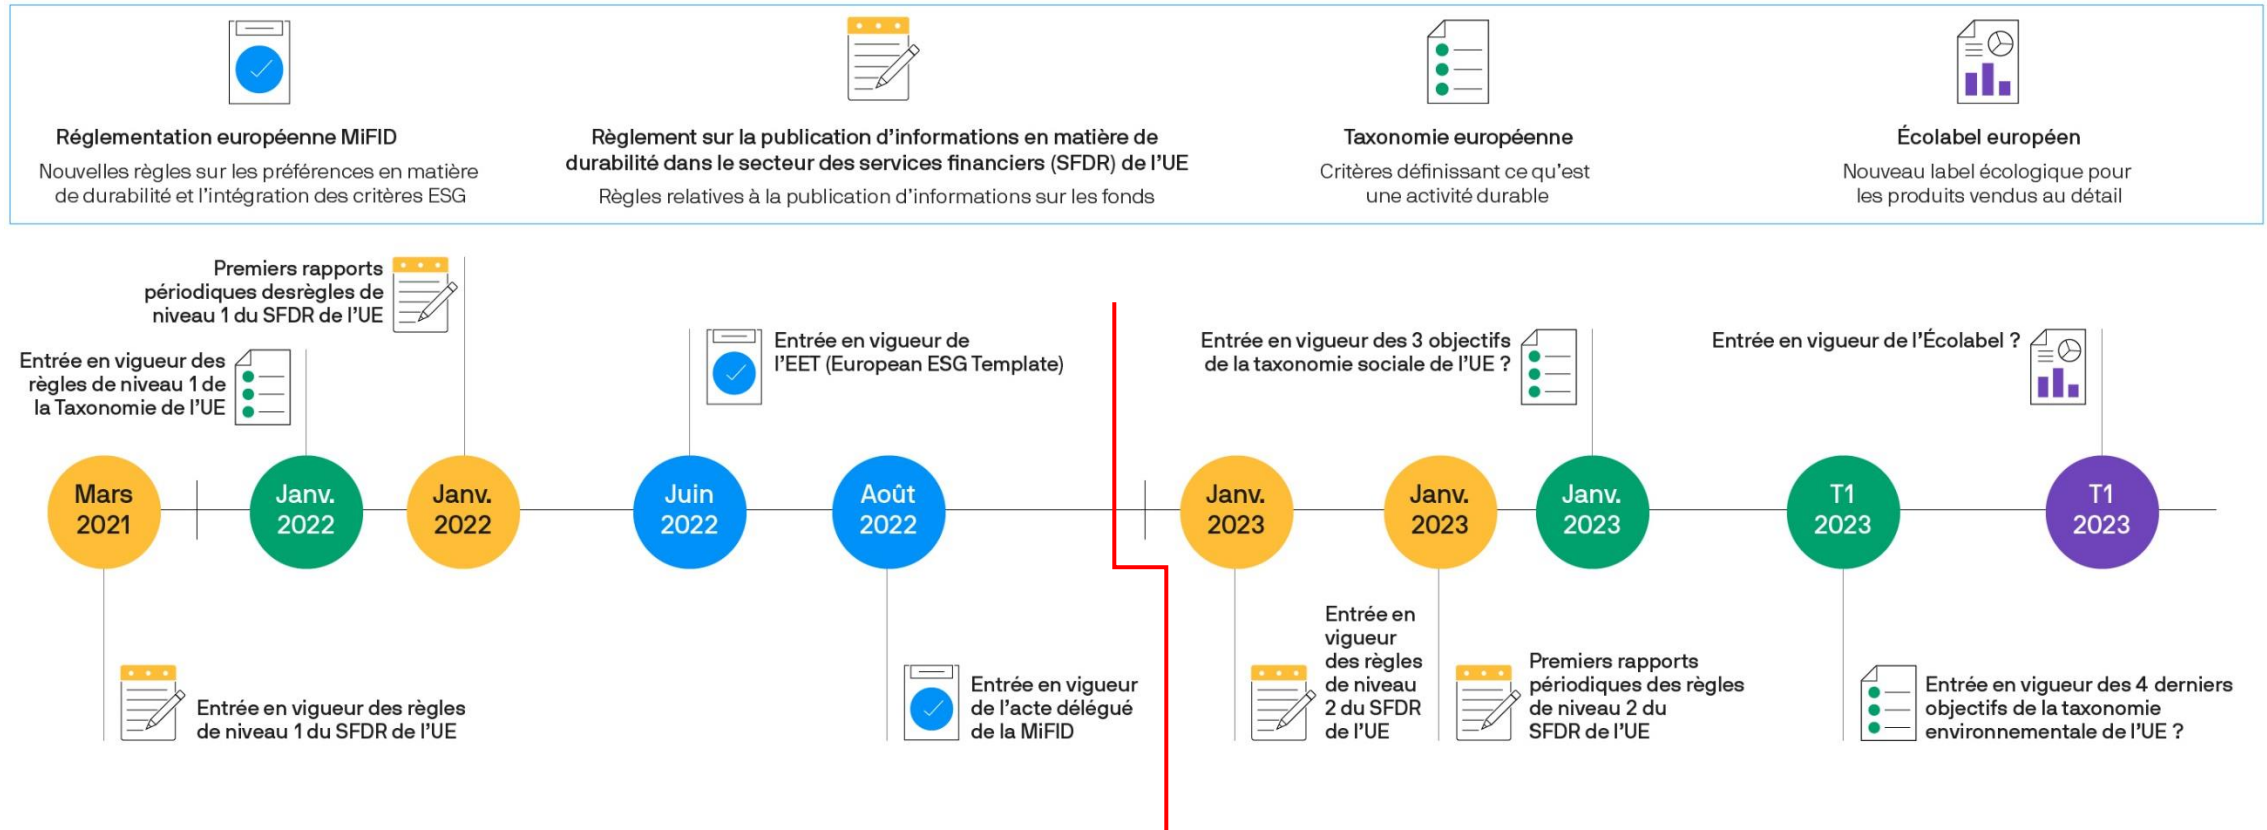 Réglementation européenne MiFID
Nouvelles règles sur les préférences en matière
de durabilité et l'intégration des critères ESG
Règlement sur la publication d'informations en matière de
durabilité dans le secteur des services financiers (SFDR) de l'UE
Règles relatives à la publication d'informations sur les fonds
Taxonomie européenne
Critères définissant ce qu'est
une activité durable
Écolabel européen
Nouveau label écologique pour
les produits vendus au détail
Premiers rapports
périodiques desrègles de
niveau 1 du SFDR de l'UE
Entrée en vigueur des
règles de niveau 1 de
la Taxonomie de l'UE
Entrée en vigueur de
l'EET (European ESG Template)
Entrée en vigueur des 3 objectifs
de la taxonomie sociale de l'UE ?
Entrée en vigueur de l'Écolabel ?
Mars
2021
Janv.
2022
Janv.
2022
Juin
2022
Août
2022
Janv.
2023
Janv.
2023
Janv.
2023
T1
2023
T1
2023
Entrée en vigueur des règles
de niveau 1 du SFDR de l'UE
Entrée en vigueur
de l'acte délégué
de la MiFID
Entrée en
vigueur
des règles
de niveau
2 du SFDR
de l'UE
Premiers rapports
périodiques des règles
de niveau 2 du
SFDR de l'UE
Entrée en vigueur des 4 derniers
objectifs de la taxonomie
environnementale de l'UE ?